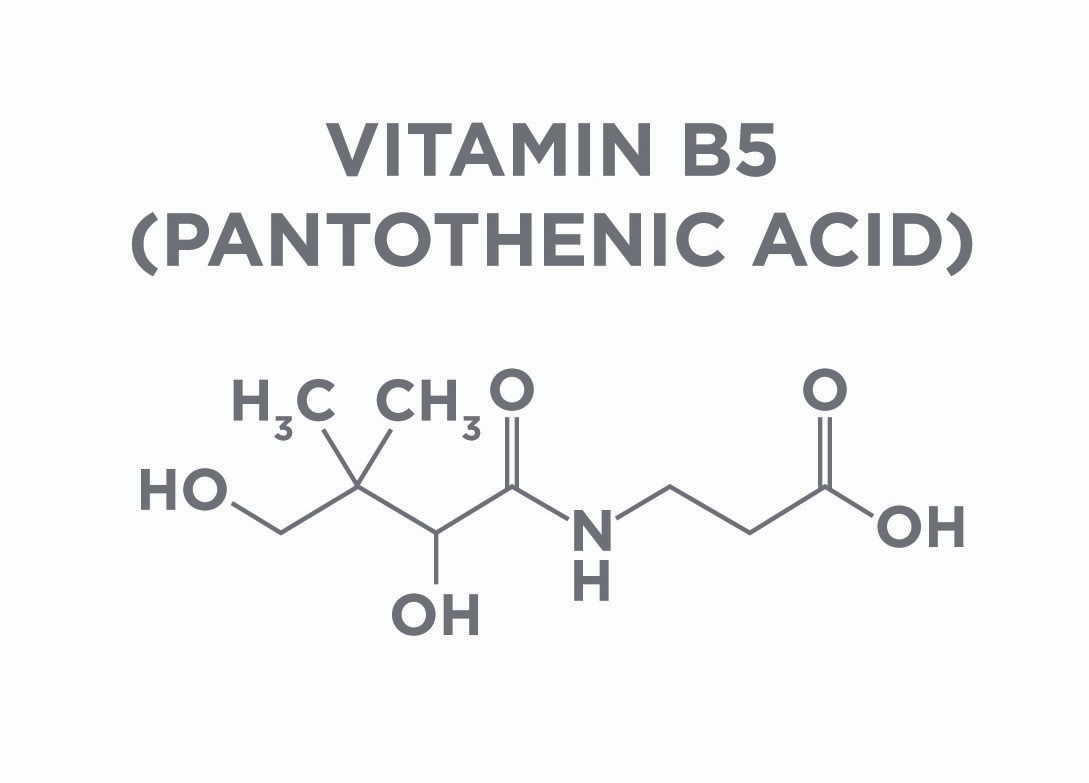 VITAMIN B5
(PANTOTHENIC ACID)
H₃C CH₃ O O
HO N OH
H
OH